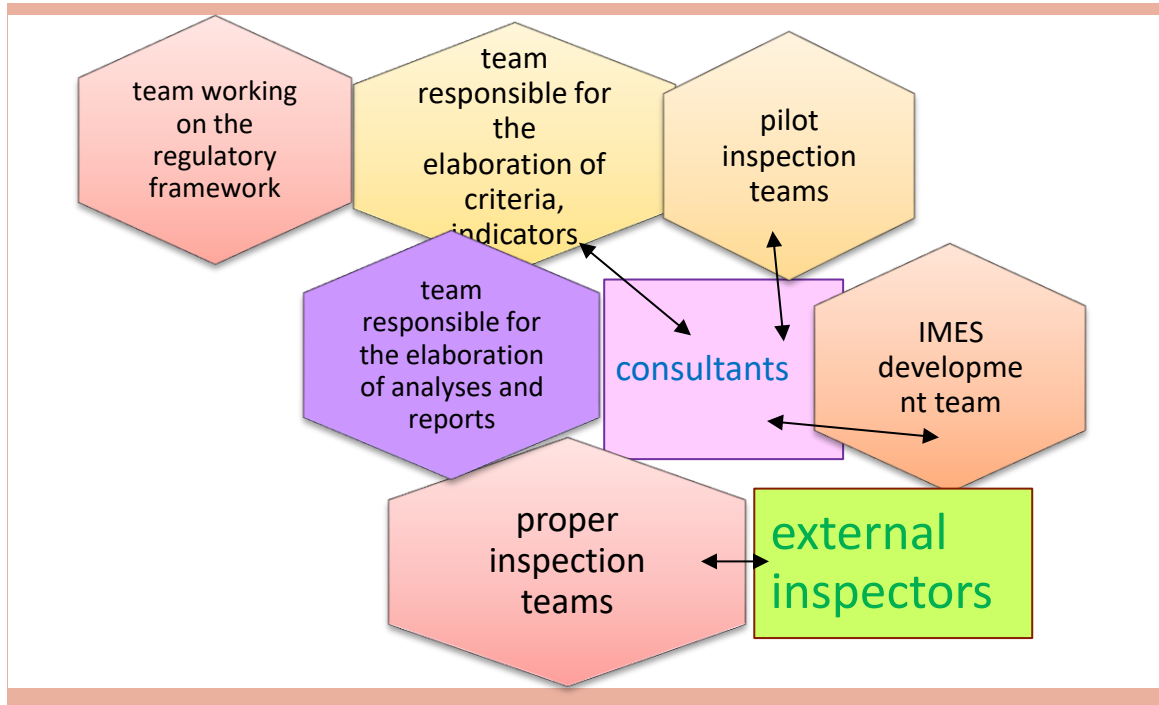 team working
on the
regulatory
framework
team
responsible for
the
elaboration of
criteria,
indicators
pilot
inspection
teams
team
responsible for
the elaboration
of analyses and
reports
consultants
IMES
developme
nt team
proper
inspection
teams
external
inspectors